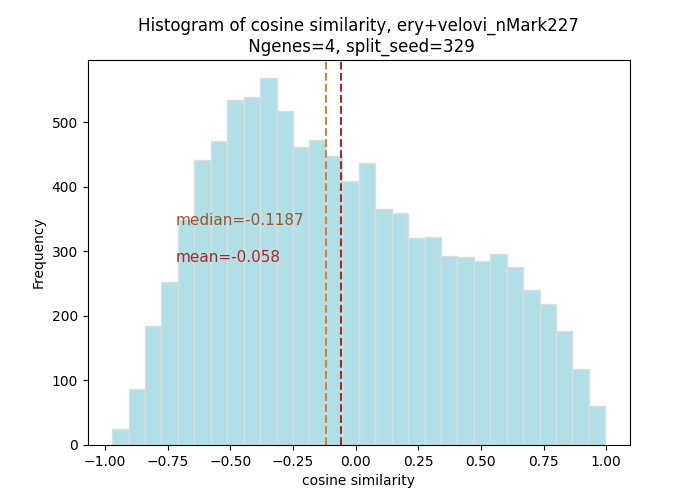 Histogram of cosine similarity, ery+velovi_nMark227
Ngenes=4, split_seed=329
Frequency
500
400
300
200
100
0
median=-0.1187
mean=-0.058
−1.00 −0.75 −0.50 −0.25 0.00 0.25 0.50 0.75 1.00
cosine similarity